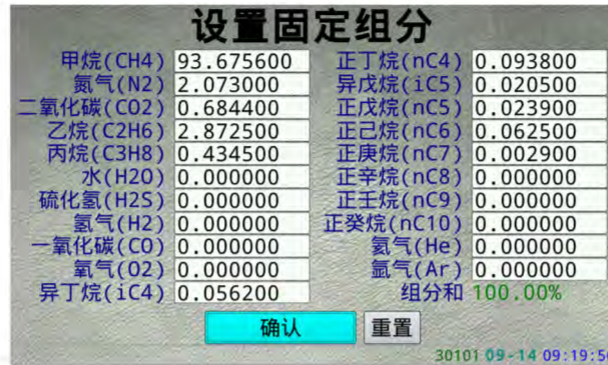 设置固定组分
甲烷(CH4) 93.675600 正丁烷(nC4) 0.093800
氮气(N2) 2.073000 异戊烷(iC5) 0.020500
二氧化碳(CO2) 0.684400 正戊烷(nC5) 0.023900
乙烷(C2H6) 2.872500 正己烷(nC6) 0.062500
丙烷(C3H8) 0.434500 正庚烷(nC7) 0.002900
水(H2O) 0.000000 正辛烷(nC8) 0.000000
硫化氢(H2S) 0.000000 正壬烷(nC9) 0.000000
氢气(H2) 0.000000 正癸烷(nC10) 0.000000
一氧化碳(CO) 0.000000 氦气(He) 0.000000
氧气(O2) 0.000000 氩气(Ar) 0.000000
异丁烷(iC4) 0.056200 组分和 100.00%
确认 重置
30101 09-14 09:19:56